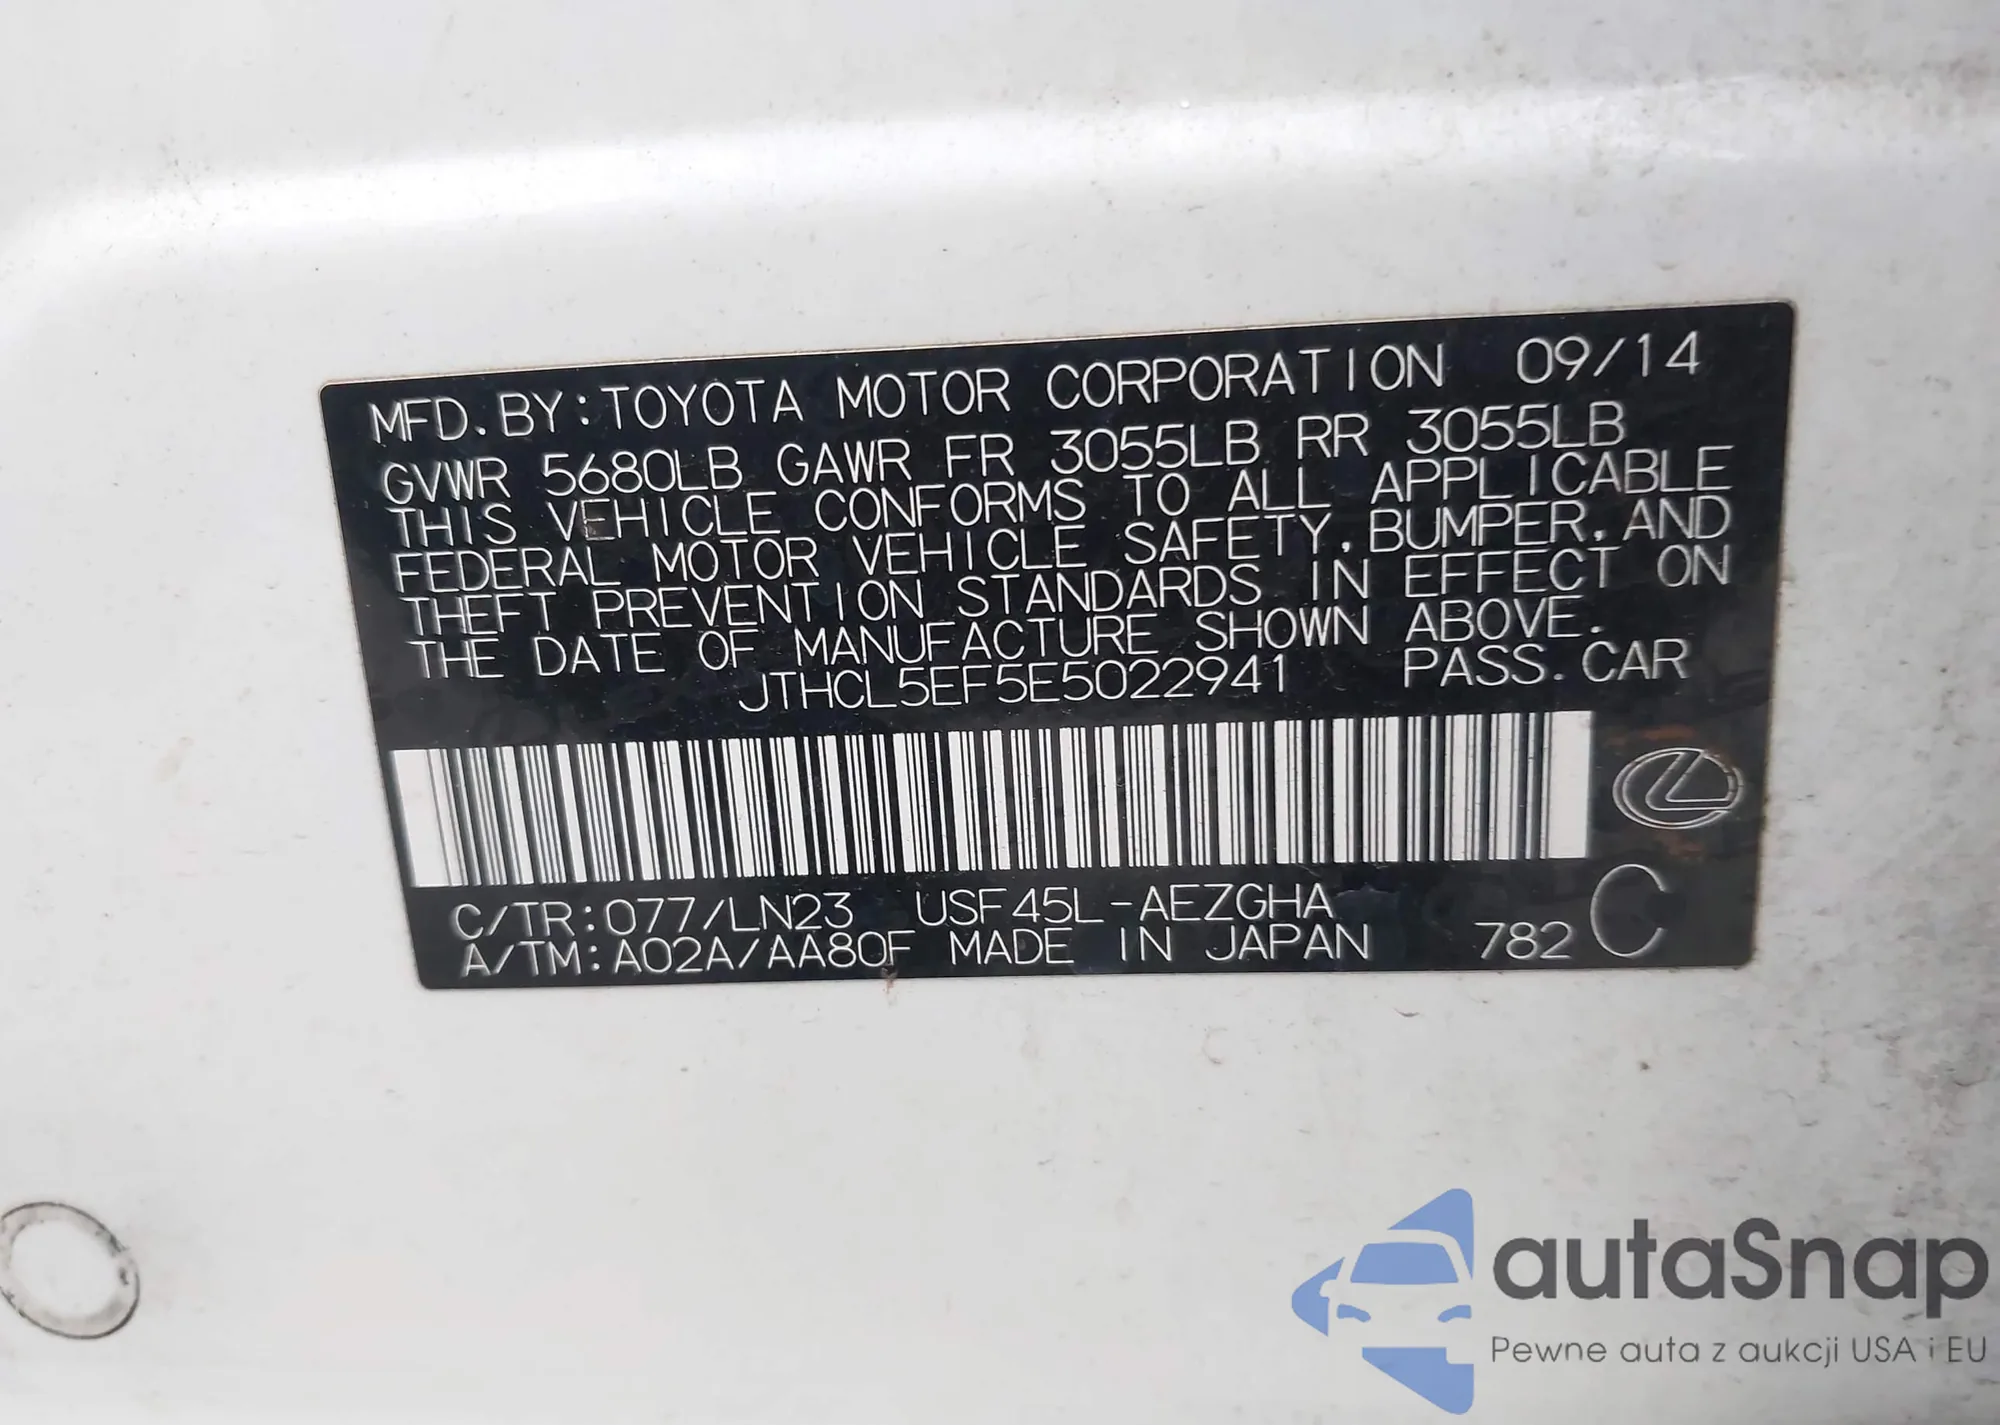 MFD. BY: TOYOTA MOTOR CORPORATION 09/14
GVWR 5680LB GAWR FR 3055LB RR 3055LB
THIS VEHICLE CONFORMS TO ALL APPLICABLE
FEDERAL MOTOR VEHICLE SAFETY, BUMPER, AND
THEFT PREVENTION STANDARDS IN EFFECT ON
THE DATE OF MANUFACTURE SHOWN ABOVE.
JTHCL5EF5E5022941 PASS. CAR
C/TR: 077/LN23 USF45L-AEZGHA
A/TM: A02A/AA80F MADE IN JAPAN 782 C
autaSnap
Pewne auta z aukcji USA i EU